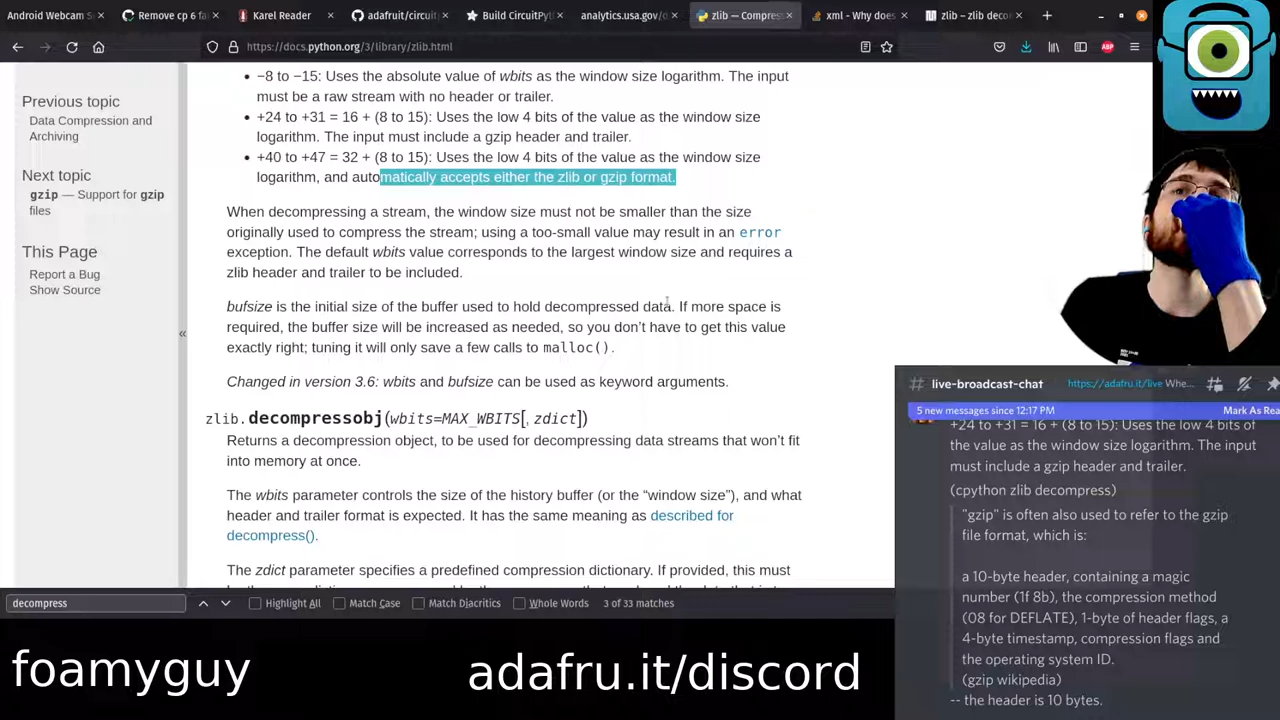 Android Webcam S
Remove cp 6 fa
Karel Reader
adafruit/circuit
Build CircuitPyt
analytics.usa.gov/d
zlib — Compress
xml - Why does
zlib – zlib deco
https://docs.python.org/3/library/zlib.html
Previous topic
Data Compression and
Archiving
Next topic
gzip — Support for gzip
files
This Page
Report a Bug
Show Source
«
• −8 to −15: Uses the absolute value of wbits as the window size logarithm. The input
must be a raw stream with no header or trailer.
• +24 to +31 = 16 + (8 to 15): Uses the low 4 bits of the value as the window size
logarithm. The input must include a gzip header and trailer.
• +40 to +47 = 32 + (8 to 15): Uses the low 4 bits of the value as the window size
logarithm, and automatically accepts either the zlib or gzip format.
When decompressing a stream, the window size must not be smaller than the size
originally used to compress the stream; using a too-small value may result in an error
exception. The default wbits value corresponds to the largest window size and requires a
zlib header and trailer to be included.
bufsize is the initial size of the buffer used to hold decompressed data. If more space is
required, the buffer size will be increased as needed, so you don’t have to get this value
exactly right; tuning it will only save a few calls to malloc().
Changed in version 3.6: wbits and bufsize can be used as keyword arguments.
zlib.decompressobj(wbits=MAX_WBITS[, zdict])
Returns a decompression object, to be used for decompressing data streams that won’t fit
into memory at once.
The wbits parameter controls the size of the history buffer (or the “window size”), and what
header and trailer format is expected. It has the same meaning as described for
decompress().
The zdict parameter specifies a predefined compression dictionary. If provided, this must
decompress
Highlight All
Match Case
Match Diacritics
Whole Words
3 of 33 matches
# live-broadcast-chat
https://adafru.it/live Whe...
5 new messages since 12:17 PM
Mark As Rea
+24 to +31 = 16 + (8 to 15): Uses the low 4 bits of
the value as the window size logarithm. The input
must include a gzip header and trailer.
(cpython zlib decompress)
"gzip" is often also used to refer to the gzip
file format, which is:
a 10-byte header, containing a magic
number (1f 8b), the compression method
(08 for DEFLATE), 1-byte of header flags, a
4-byte timestamp, compression flags and
the operating system ID.
(gzip wikipedia)
-- the header is 10 bytes.
foamyguy
adafru.it/discord